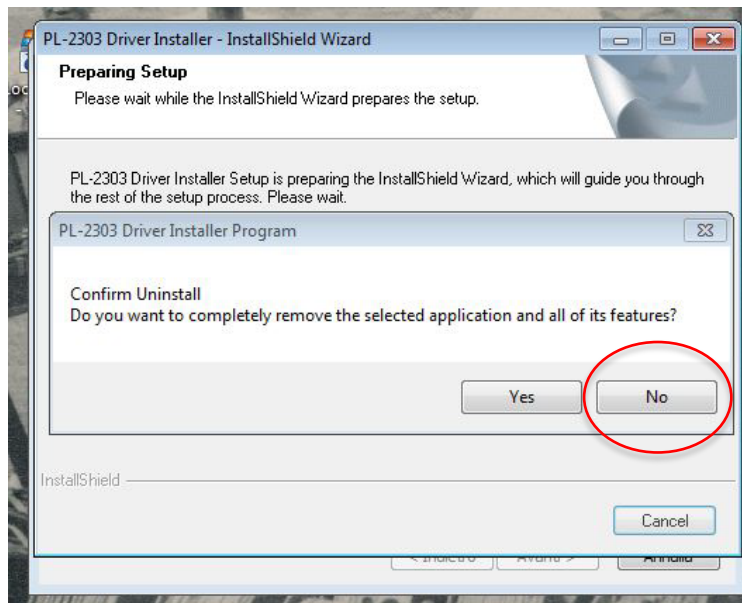 PL-2303 Driver Installer - InstallShield Wizard
Preparing Setup
Please wait while the InstallShield Wizard prepares the setup.
PL-2303 Driver Installer Setup is preparing the InstallShield Wizard, which will guide you through
the rest of the setup process. Please wait.
PL-2303 Driver Installer Program
Confirm Uninstall
Do you want to completely remove the selected application and all of its features?
Yes No
InstallShield
Cancel
< Indietro Avanti > Annulla